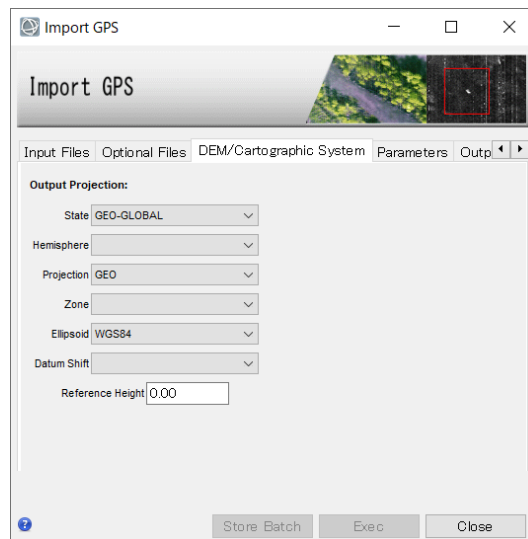 Import GPS
Import GPS
Input Files Optional Files DEM/Cartographic System Parameters Outp
Output Projection:
State GEO-GLOBAL
Hemisphere
Projection GEO
Zone
Ellipsoid WGS84
Datum Shift
Reference Height 0.00
? Store Batch Exec Close